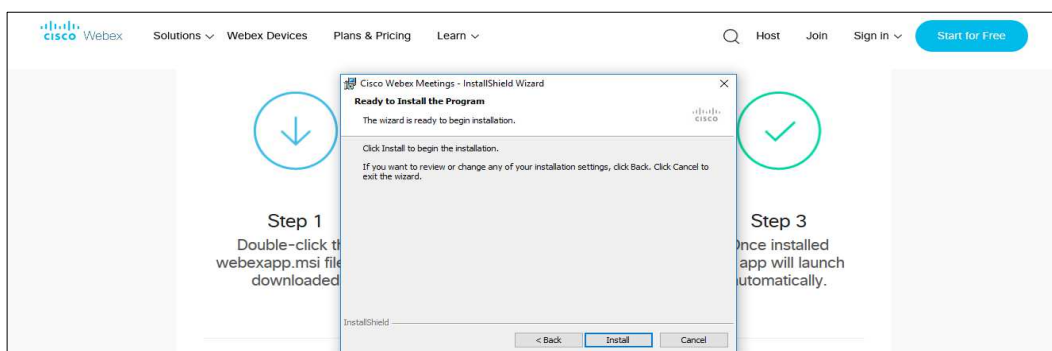 cisco Webex Solutions Webex Devices Plans & Pricing Learn Host Join Sign in Start for Free
Cisco Webex Meetings - InstallShield Wizard
Ready to Install the Program
The wizard is ready to begin installation.
cisco
Click Install to begin the installation.
If you want to review or change any of your installation settings, click Back. Click Cancel to
exit the wizard.
InstallShield
< Back Install Cancel
Step 1
Double-click
webexapp.msi
downloaded
Step 3
installed
app will launch
automatically.